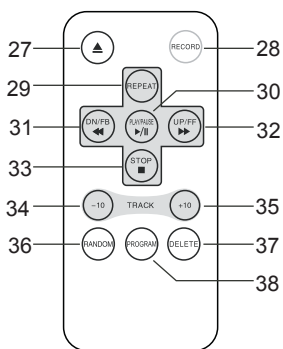 27
RECORD 28
29 REPEAT
30
31 DN/FB PLAY/PAUSE UP/FF 32
33 STOP
34 −10 TRACK +10 35
36 RANDOM PROGRAM DELETE 37
38